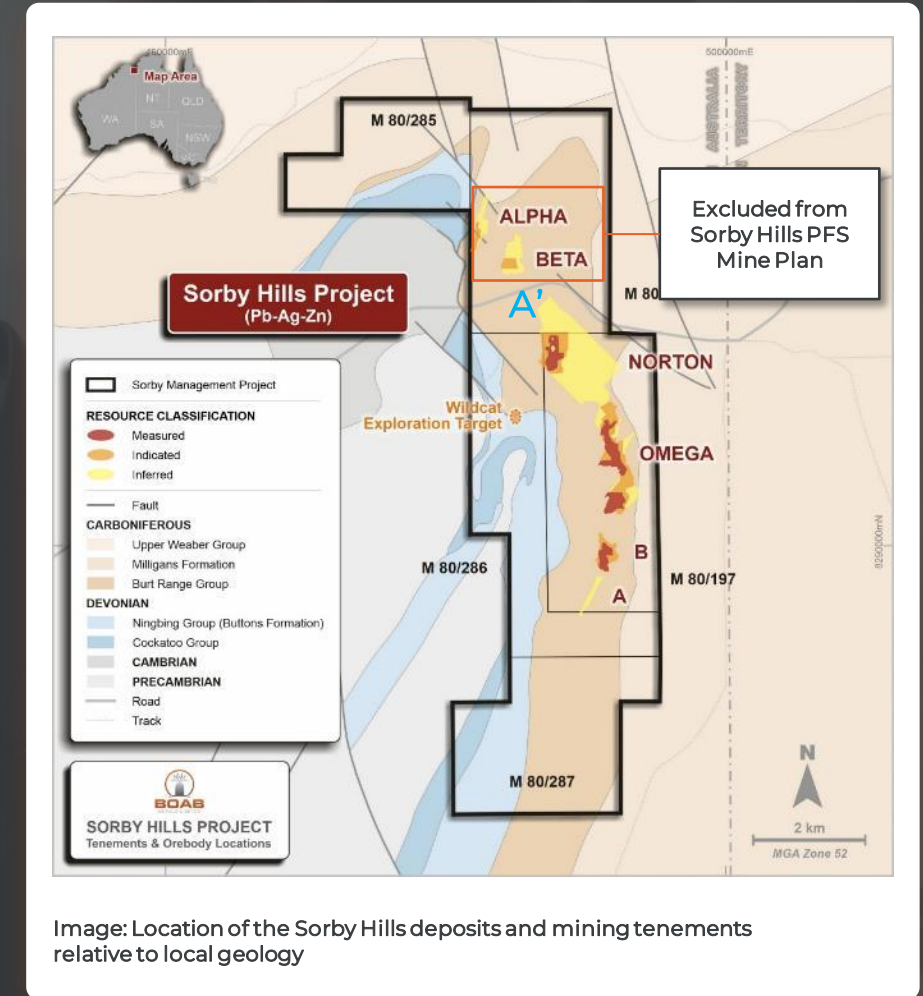 460000mE
500000mE
Map Area
NT
QLD
WA
SA
NSW
AUSTRALIA
TERRITORY
M 80/285
ALPHA
BETA
Excluded from
Sorby Hills PFS
Mine Plan
A’
M 80
Sorby Hills Project
(Pb-Ag-Zn)
NORTON
Wildcat
Exploration Target
OMEGA
B
A
M 80/286
M 80/197
8290000mN
Sorby Management Project
RESOURCE CLASSIFICATION
Measured
Indicated
Inferred
Fault
CARBONIFEROUS
Upper Weaber Group
Milligans Formation
Burt Range Group
DEVONIAN
Ningbing Group (Buttons Formation)
Cockatoo Group
CAMBRIAN
PRECAMBRIAN
Road
Track
M 80/287
BOAB
SORBY HILLS PROJECT
Tenements & Orebody Locations
N
2 km
MGA Zone 52
Image: Location of the Sorby Hills deposits and mining tenements
relative to local geology